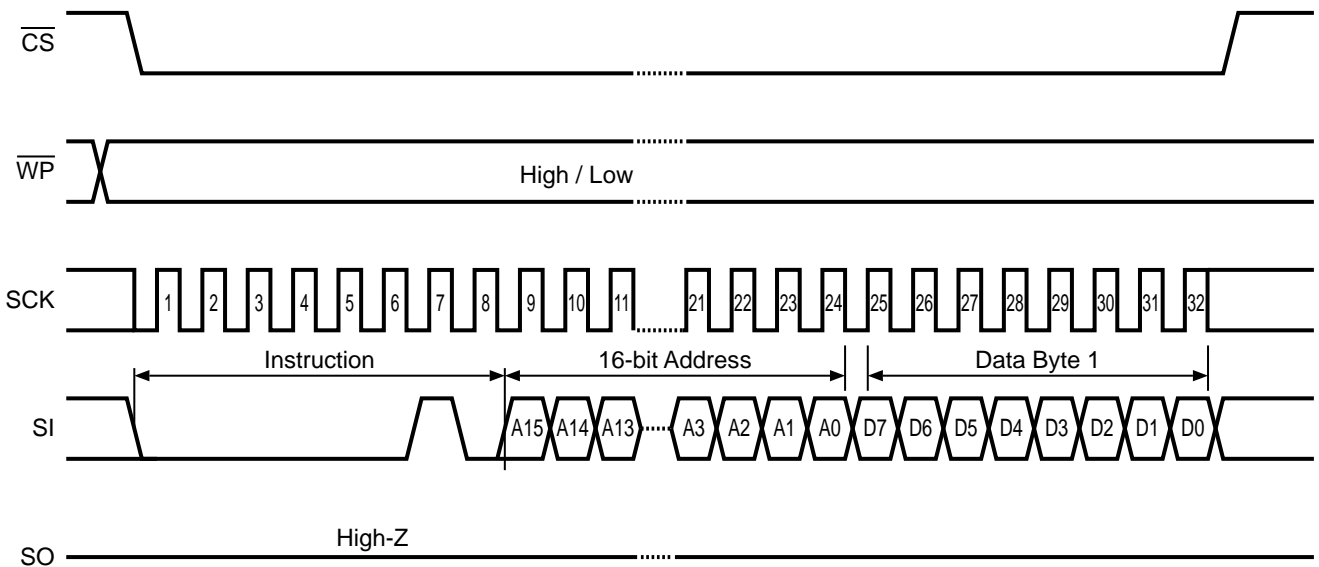 CS
WP
High / Low
SCK
1 2 3 4 5 6 7 8 9 10 11 21 22 23 24 25 26 27 28 29 30 31 32
Instruction 16-bit Address Data Byte 1
SI
A15 A14 A13 A3 A2 A1 A0 D7 D6 D5 D4 D3 D2 D1 D0
High-Z
SO